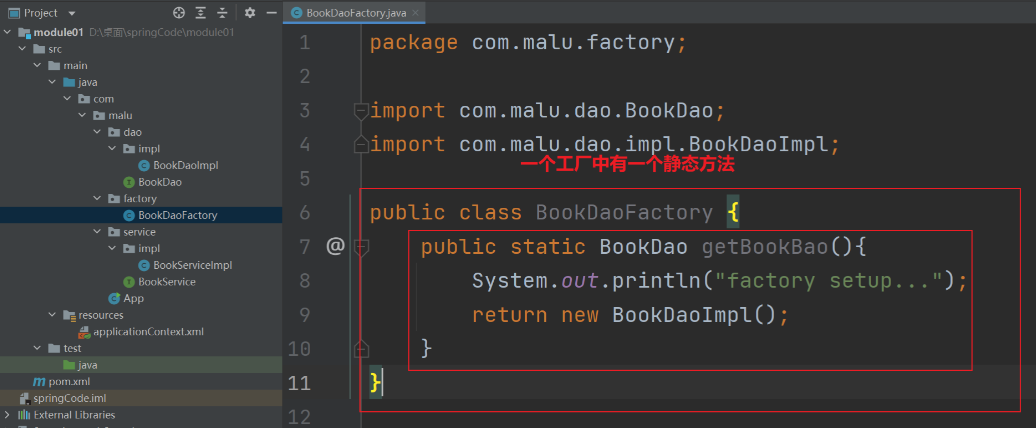 Project
BookDaoFactory.java
module01 D:\桌面\springCode\module01
src
main
java
com
malu
dao
impl
BookDaoImpl
BookDao
factory
BookDaoFactory
service
impl
BookServiceImpl
BookService
App
resources
applicationContext.xml
test
java
pom.xml
springCode.iml
External Libraries
1 package com.malu.factory;
2
3 import com.malu.dao.BookDao;
4 import com.malu.dao.impl.BookDaoImpl;
一个工厂中有一个静态方法
5
6 public class BookDaoFactory {
7 @ public static BookDao getBookBao(){
8 System.out.println("factory setup...");
9 return new BookDaoImpl();
10 }
11 }
12